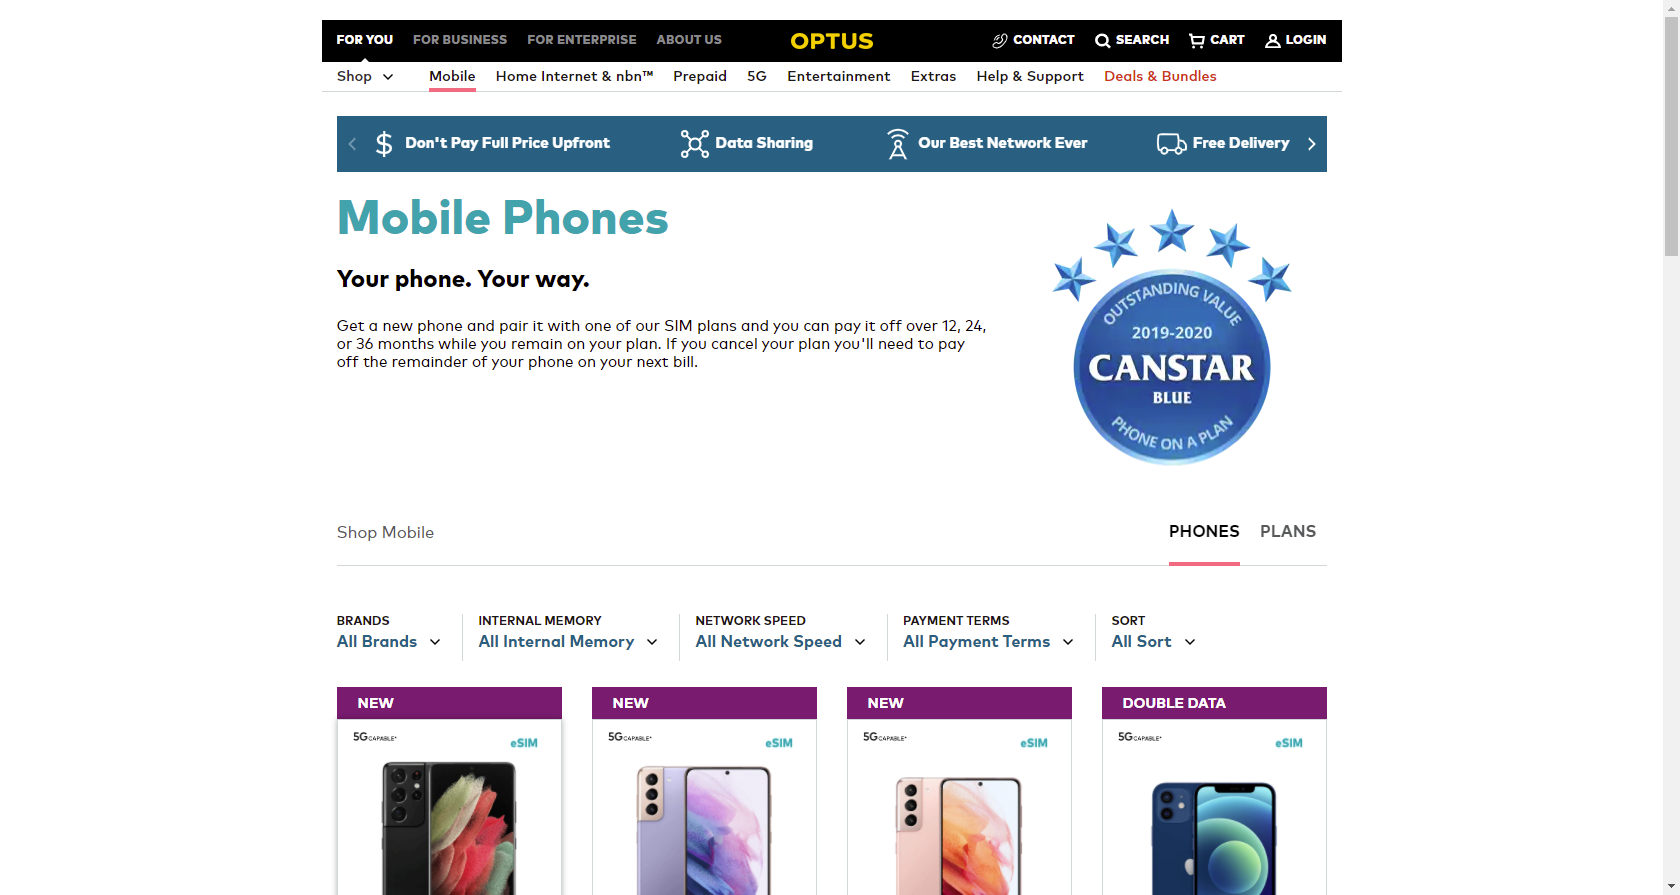 FOR YOU FOR BUSINESS FOR ENTERPRISE ABOUT US OPTUS CONTACT SEARCH CART LOGIN
Shop Mobile Home Internet & nbn™ Prepaid 5G Entertainment Extras Help & Support Deals & Bundles
Don't Pay Full Price Upfront Data Sharing Our Best Network Ever Free Delivery
Mobile Phones
Your phone. Your way.
Get a new phone and pair it with one of our SIM plans and you can pay it off over 12, 24,
or 36 months while you remain on your plan. If you cancel your plan you'll need to pay
off the remainder of your phone on your next bill.
OUTSTANDING VALUE
2019-2020
CANSTAR
BLUE
PHONE ON A PLAN
Shop Mobile PHONES PLANS
BRANDS INTERNAL MEMORY NETWORK SPEED PAYMENT TERMS SORT
All Brands All Internal Memory All Network Speed All Payment Terms All Sort
NEW NEW NEW DOUBLE DATA
5G CAPABLE* eSIM 5G CAPABLE* eSIM 5G CAPABLE* eSIM 5G CAPABLE* eSIM